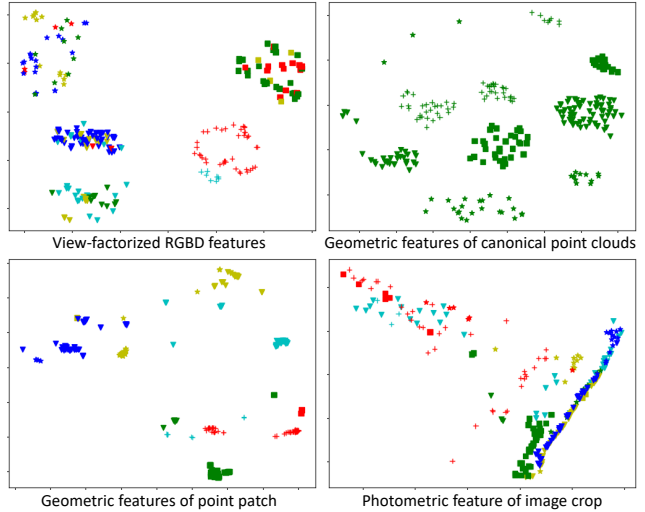 View-factorized RGBD features
Geometric features of canonical point clouds
Geometric features of point patch
Photometric feature of image crop